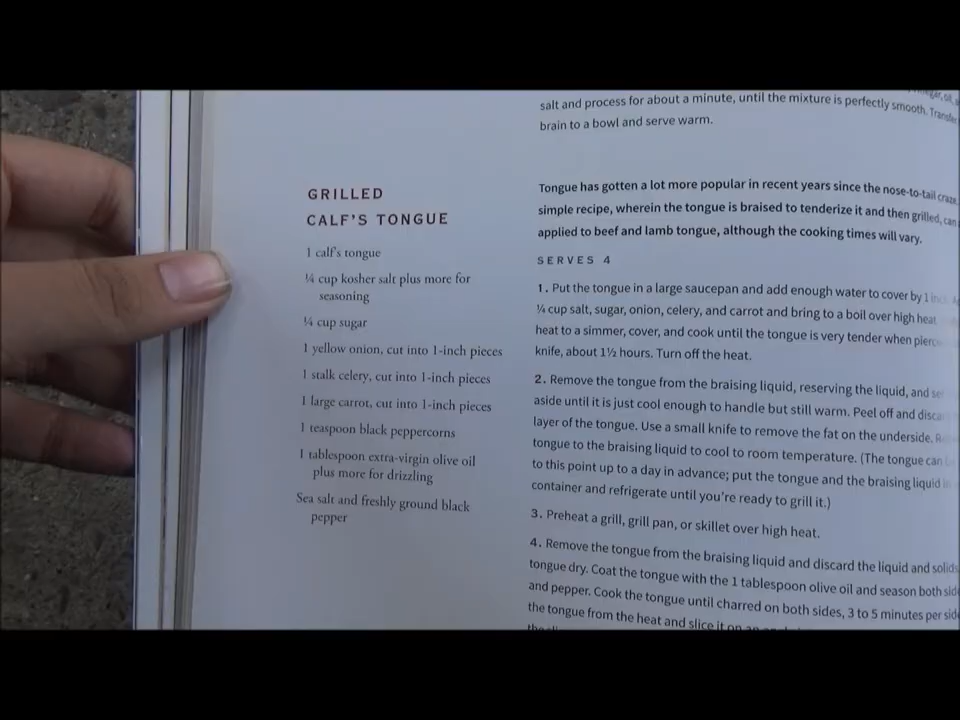 salt and process for about a minute, until the mixture is perfectly smooth. Transfer
brain to a bowl and serve warm.
GRILLED
CALF'S TONGUE
1 calf's tongue
¼ cup kosher salt plus more for
seasoning
¼ cup sugar
1 yellow onion, cut into 1-inch pieces
1 stalk celery, cut into 1-inch pieces
1 large carrot, cut into 1-inch pieces
1 teaspoon black peppercorns
1 tablespoon extra-virgin olive oil
plus more for drizzling
Sea salt and freshly ground black
pepper
Tongue has gotten a lot more popular in recent years since the nose-to-tail craze,
simple recipe, wherein the tongue is braised to tenderize it and then grilled, can
applied to beef and lamb tongue, although the cooking times will vary.
SERVES 4
1. Put the tongue in a large saucepan and add enough water to cover by 1 inch.
¼ cup salt, sugar, onion, celery, and carrot and bring to a boil over high heat.
heat to a simmer, cover, and cook until the tongue is very tender when
knife, about 1½ hours. Turn off the heat.
2. Remove the tongue from the braising liquid, reserving the liquid, and
aside until it is just cool enough to handle but still warm. Peel off and
layer of the tongue. Use a small knife to remove the fat on the underside.
tongue to the braising liquid to cool to room temperature. (The tongue can
to this point up to a day in advance; put the tongue and the braising liquid in
container and refrigerate until you're ready to grill it.)
3. Preheat a grill, grill pan, or skillet over high heat.
4. Remove the tongue from the braising liquid and discard the liquid and solids
tongue dry. Coat the tongue with the 1 tablespoon olive oil and season both
and pepper. Cook the tongue until charred on both sides, 3 to 5 minutes per
the tongue from the heat and slice it on an